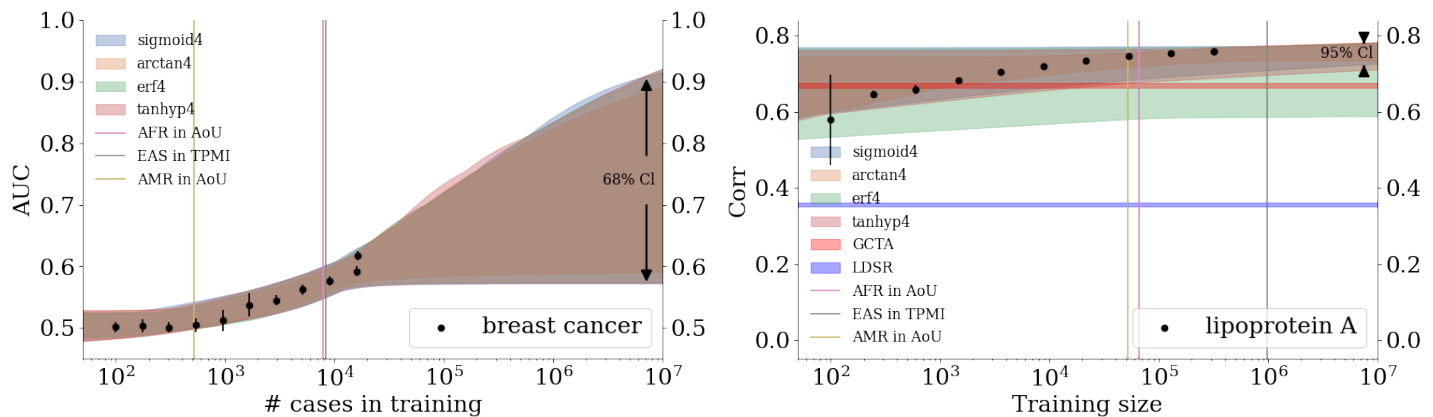 1.0
0.9
0.8
0.7
0.6
0.5
AUC
sigmoid4
arctan4
erf4
tanhyp4
AFR in AoU
EAS in TPMI
AMR in AoU
68% Cl
breast cancer
1.0
0.9
0.8
0.7
0.6
0.5
10² 10³ 10⁴ 10⁵ 10⁶ 10⁷
# cases in training
0.8
0.6
0.4
0.2
0.0
Corr
95% Cl
sigmoid4
arctan4
erf4
tanhyp4
GCTA
LDSR
AFR in AoU
EAS in TPMI
AMR in AoU
lipoprotein A
0.8
0.6
0.4
0.2
0.0
10² 10³ 10⁴ 10⁵ 10⁶ 10⁷
Training size